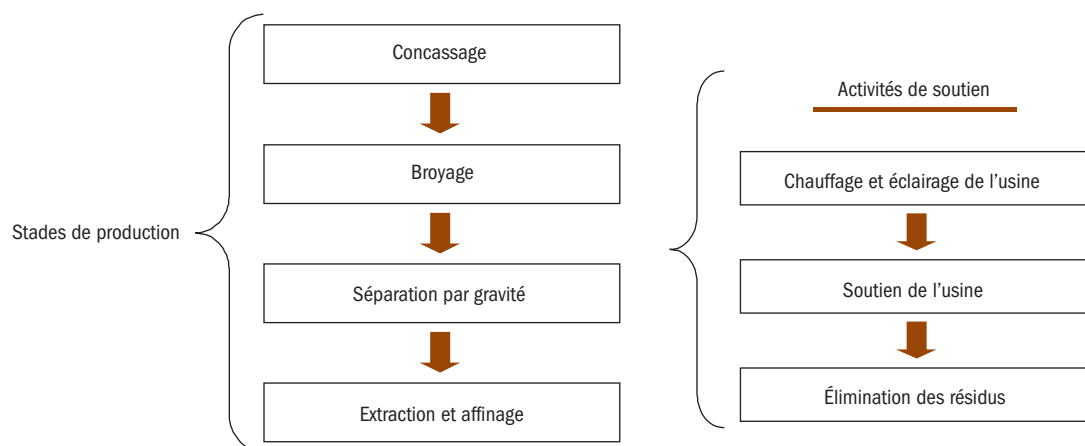 Stades de production
Concassage
Broyage
Séparation par gravité
Extraction et affinage
Activités de soutien
Chauffage et éclairage de l'usine
Soutien de l'usine
Élimination des résidus